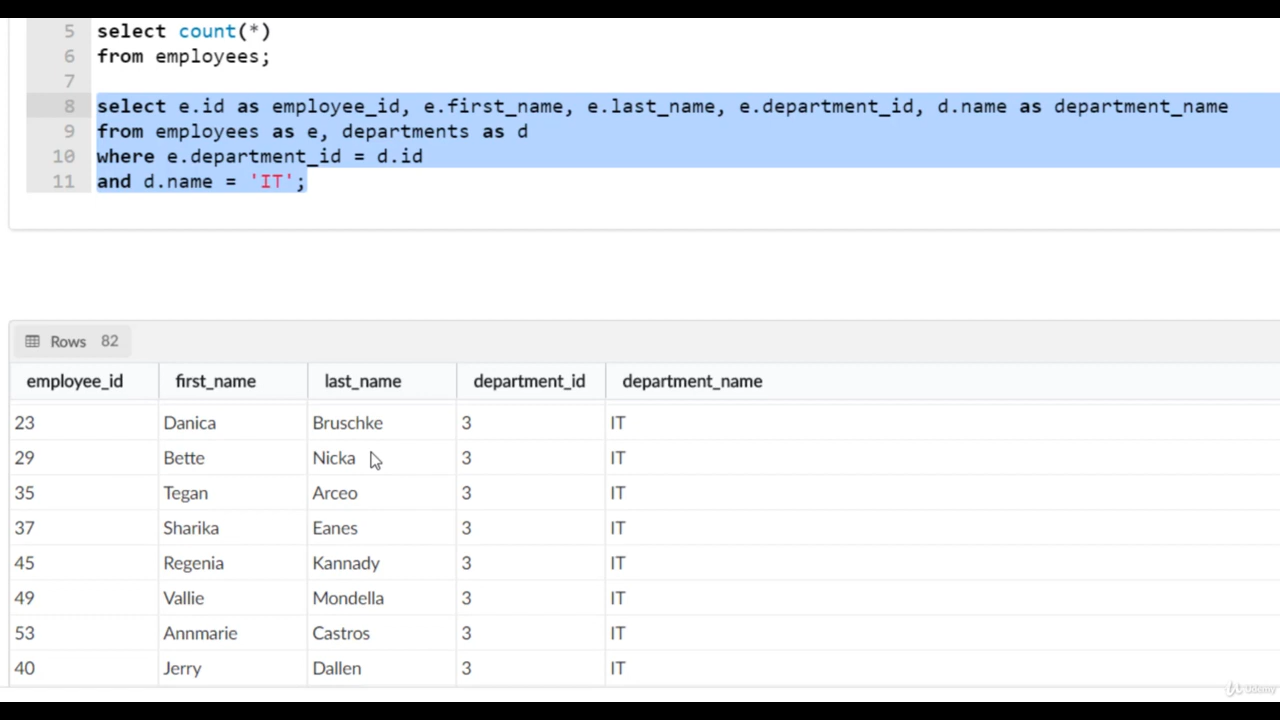 5 select count(*)
6 from employees;
7
8 select e.id as employee_id, e.first_name, e.last_name, e.department_id, d.name as department_name
9 from employees as e, departments as d
10 where e.department_id = d.id
11 and d.name = 'IT';
Rows 82
employee_id first_name last_name department_id department_name
23 Danica Bruschke 3 IT
29 Bette Nicka 3 IT
35 Tegan Arceo 3 IT
37 Sharika Eanes 3 IT
45 Regenia Kannady 3 IT
49 Vallie Mondella 3 IT
53 Annmarie Castros 3 IT
40 Jerry Dallen 3 IT
Udemy